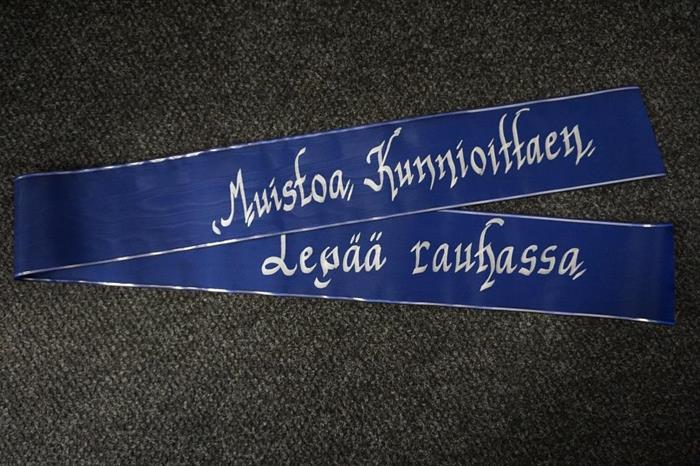 Muistoa Kunnioittaen
Lepää rauhassa